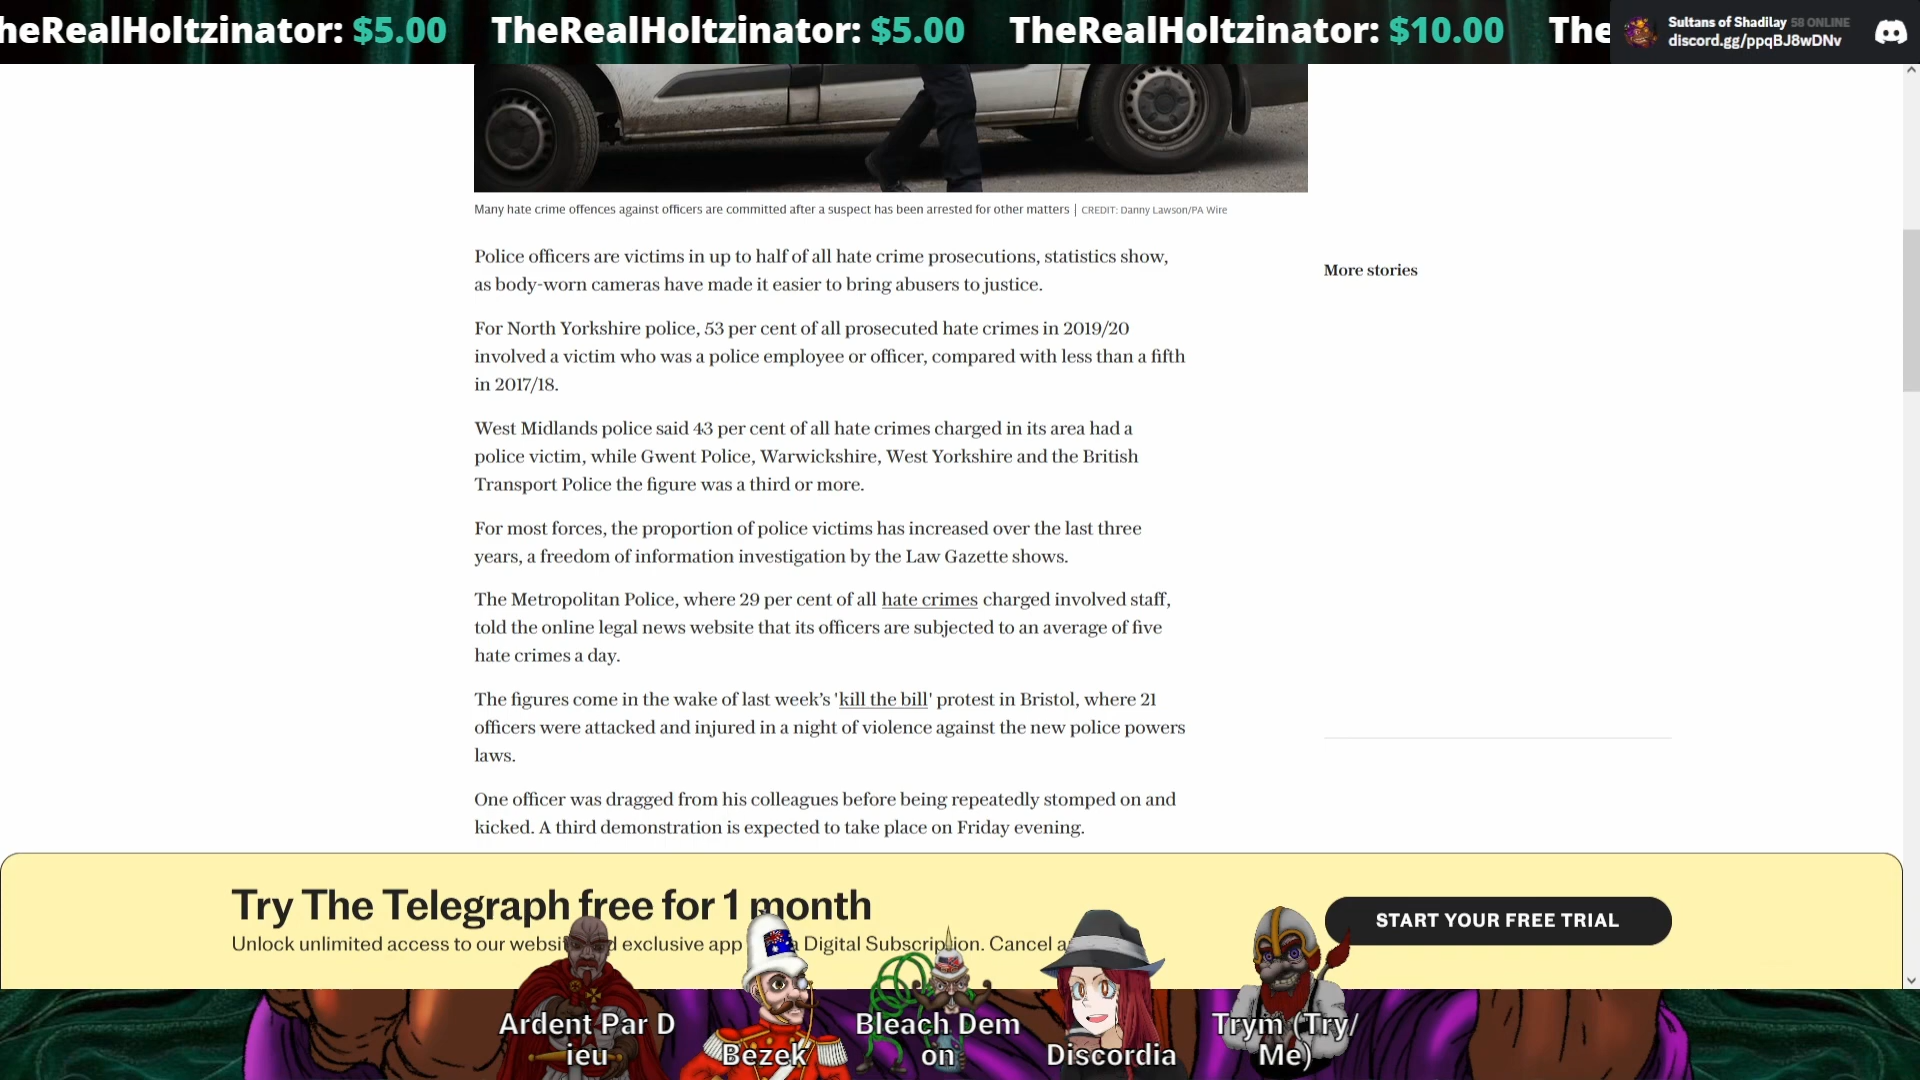 heRealHoltzinator: $5.00 TheRealHoltzinator: $5.00 TheRealHoltzinator: $10.00 The
Sultans of Shadilay 58 ONLINE
discord.gg/ppqBJ8wDNv
Many hate crime offences against officers are committed after a suspect has been arrested for other matters | CREDIT: Danny Lawson/PA Wire
Police officers are victims in up to half of all hate crime prosecutions, statistics show,
as body-worn cameras have made it easier to bring abusers to justice.
More stories
For North Yorkshire police, 53 per cent of all prosecuted hate crimes in 2019/20
involved a victim who was a police employee or officer, compared with less than a fifth
in 2017/18.
West Midlands police said 43 per cent of all hate crimes charged in its area had a
police victim, while Gwent Police, Warwickshire, West Yorkshire and the British
Transport Police the figure was a third or more.
For most forces, the proportion of police victims has increased over the last three
years, a freedom of information investigation by the Law Gazette shows.
The Metropolitan Police, where 29 per cent of all hate crimes charged involved staff,
told the online legal news website that its officers are subjected to an average of five
hate crimes a day.
The figures come in the wake of last week's 'kill the bill' protest in Bristol, where 21
officers were attacked and injured in a night of violence against the new police powers
laws.
One officer was dragged from his colleagues before being repeatedly stomped on and
kicked. A third demonstration is expected to take place on Friday evening.
Try The Telegraph free for 1 month
Unlock unlimited access to our websi d exclusive app Digital Subscription. Cancel a
START YOUR FREE TRIAL
Ardent Par D
ieu
Bezek
Bleach Dem
on
Discordia
Trym (Try/
Me)